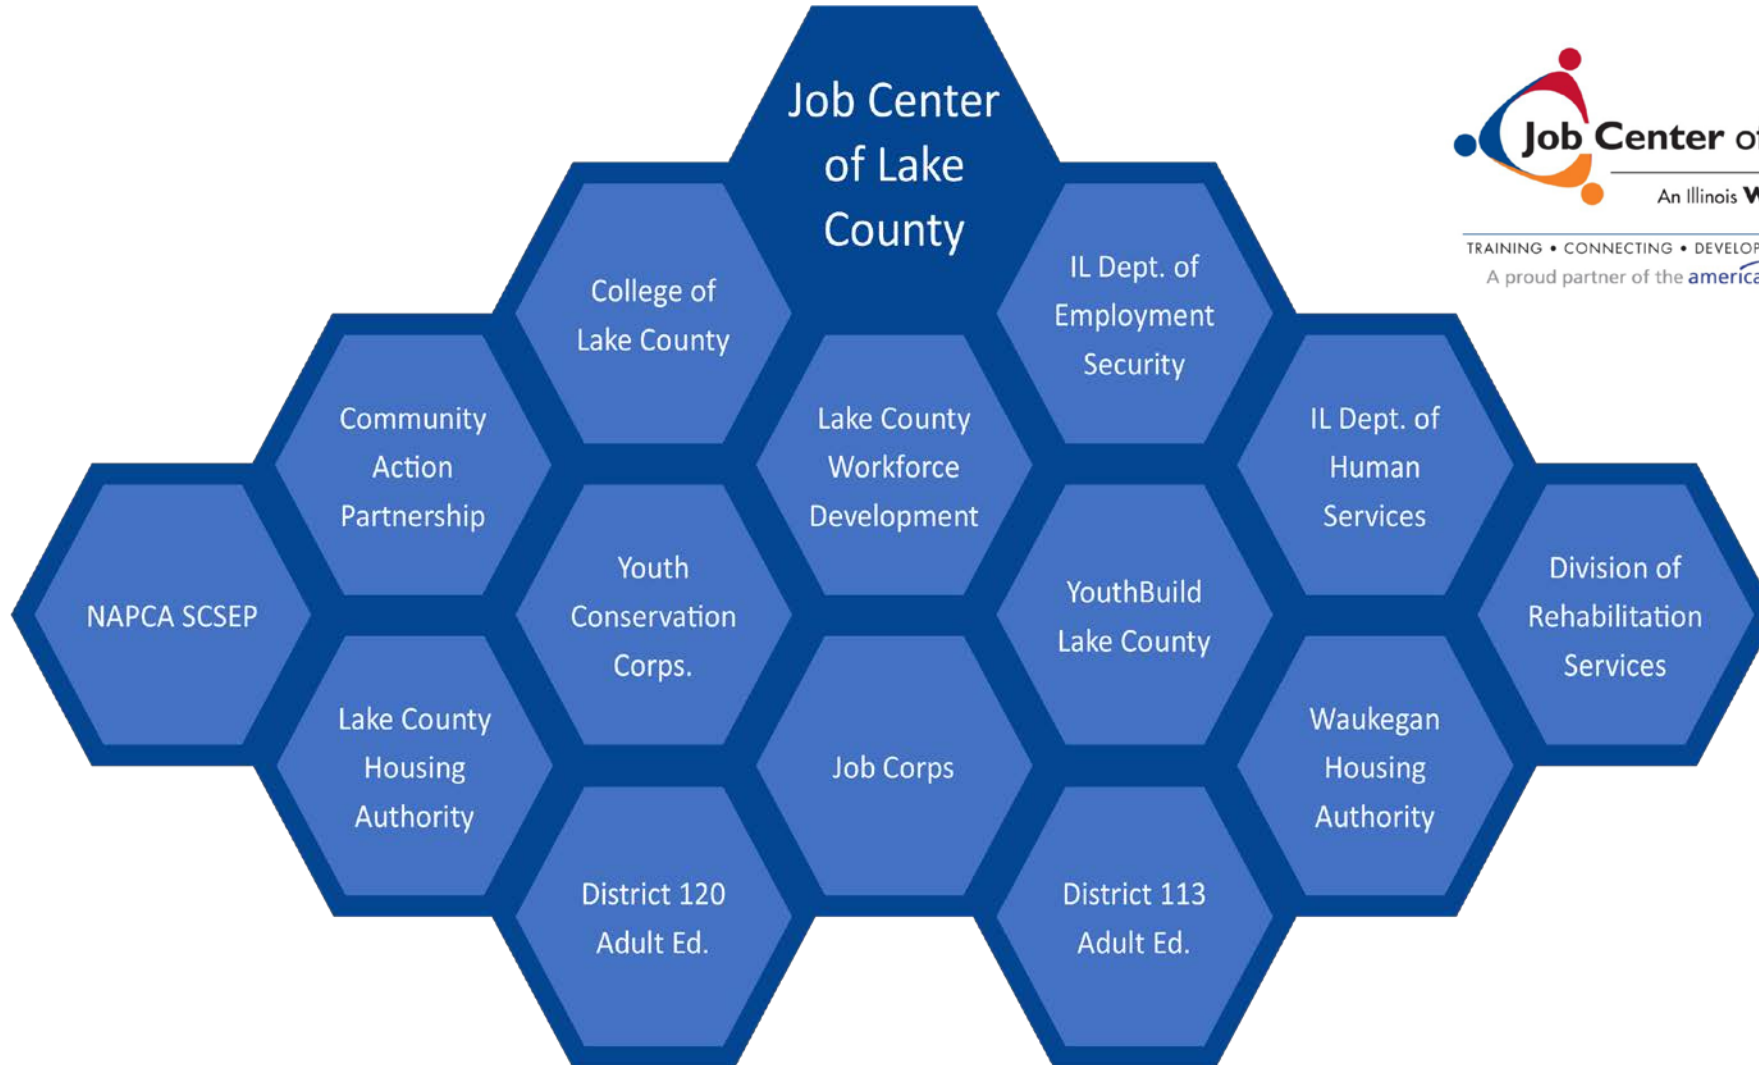 Job Center
of Lake
County
Job Center of
An Illinois
TRAINING • CONNECTING •
A proud partner of the
College of
Lake County
IL Dept. of
Employment
Security
Community
Action
Partnership
Lake County
Workforce
Development
IL Dept. of
Human
Services
NAPCA SCSEP
Youth
Conservation
Corps.
YouthBuild
Lake County
Division of
Rehabilitation
Services
Lake County
Housing
Authority
Job Corps
Waukegan
Housing
Authority
District 120
Adult Ed.
District 113
Adult Ed.